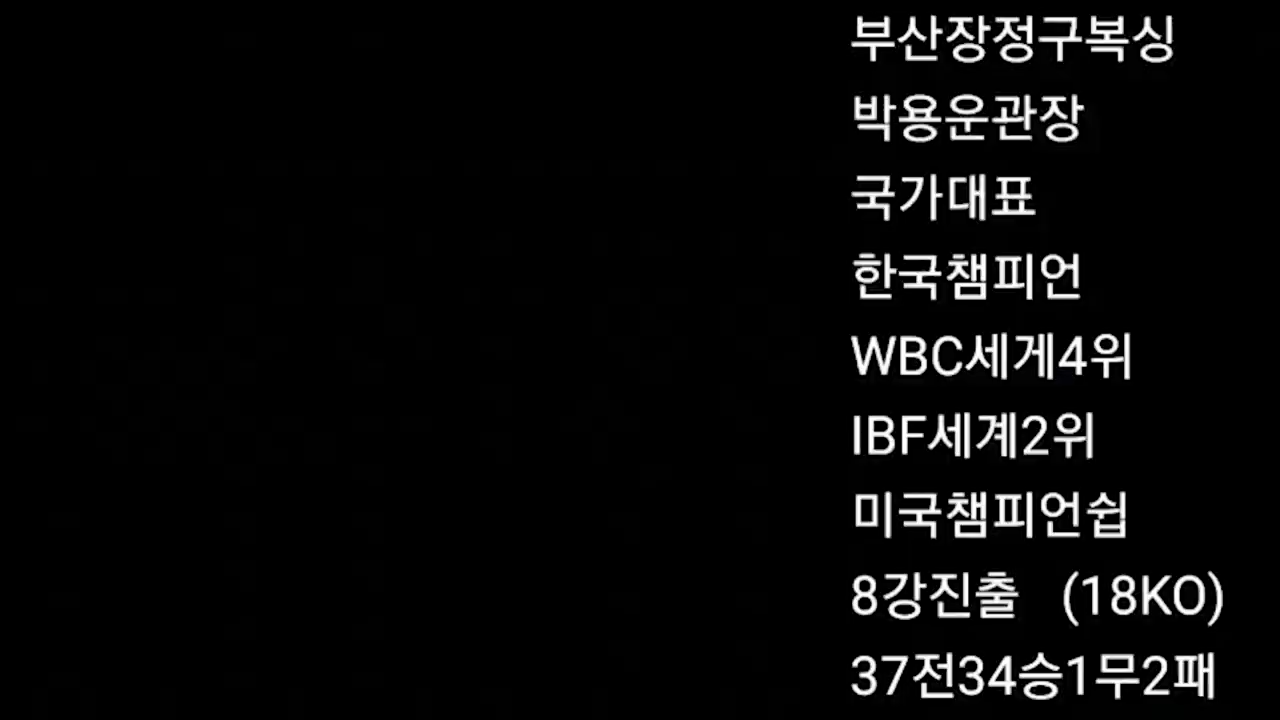 부산장정구복싱
박용운관장
국가대표
한국챔피언
WBC세게4위
IBF세계2위
미국챔피언쉽
8강진출 (18KO)
37전34승1무2패